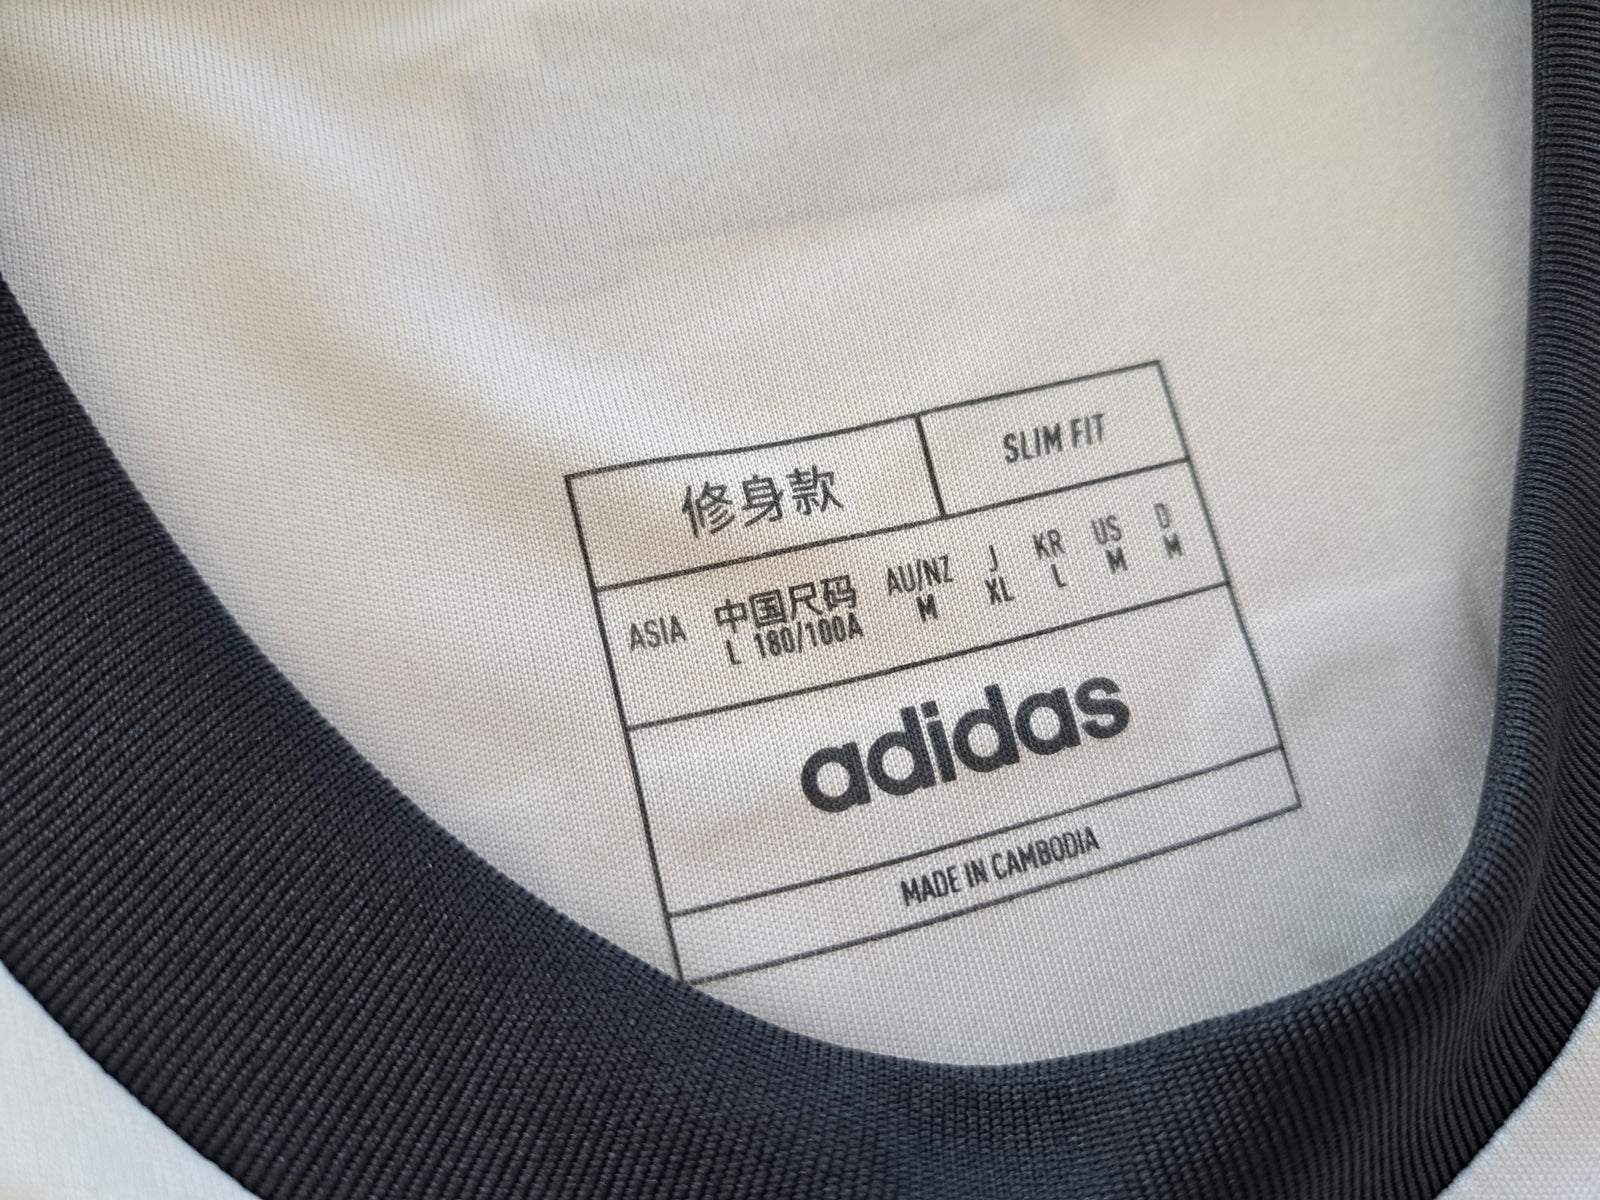 修身款 SLIM FIT
ASIA 中国尺码 AU/NZ J KR US D
L 180/100A M XL L M M
adidas
MADE IN CAMBODIA